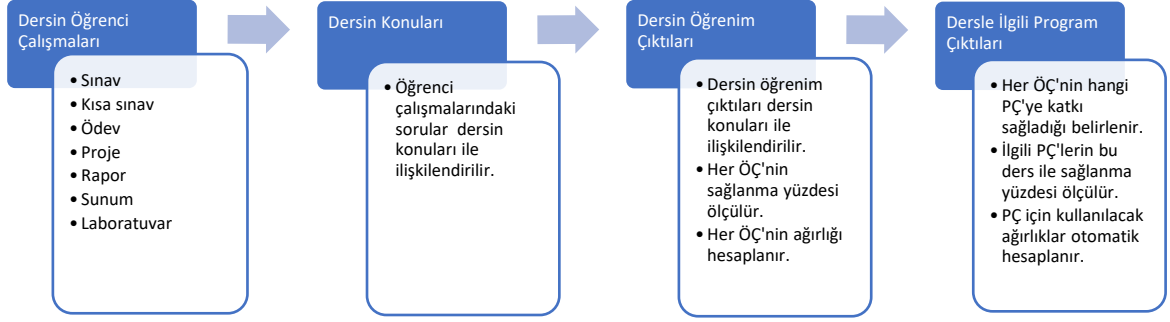 Dersin Öğrenci
Çalışmaları
• Sınav
• Kısa sınav
• Ödev
• Proje
• Rapor
• Sunum
• Laboratuvar
Dersin Konuları
• Öğrenci
çalışmalarındaki
sorular dersin
konuları ile
ilişkilendirilir.
Dersin Öğrenim
Çıktıları
• Dersin öğrenim
çıktıları dersin
konuları ile
ilişkilendirilir.
• Her ÖÇ'nin
sağlanma yüzdesi
ölçülür.
• Her ÖÇ'nin ağırlığı
hesaplanır.
Dersle İlgili Program
Çıktıları
• Her ÖÇ'nin hangi
PÇ'ye katkı
sağladığı belirlenir.
• İlgili PÇ'lerin bu
ders ile sağlanma
yüzdesi ölçülür.
• PÇ için kullanılacak
ağırlıklar otomatik
hesaplanır.